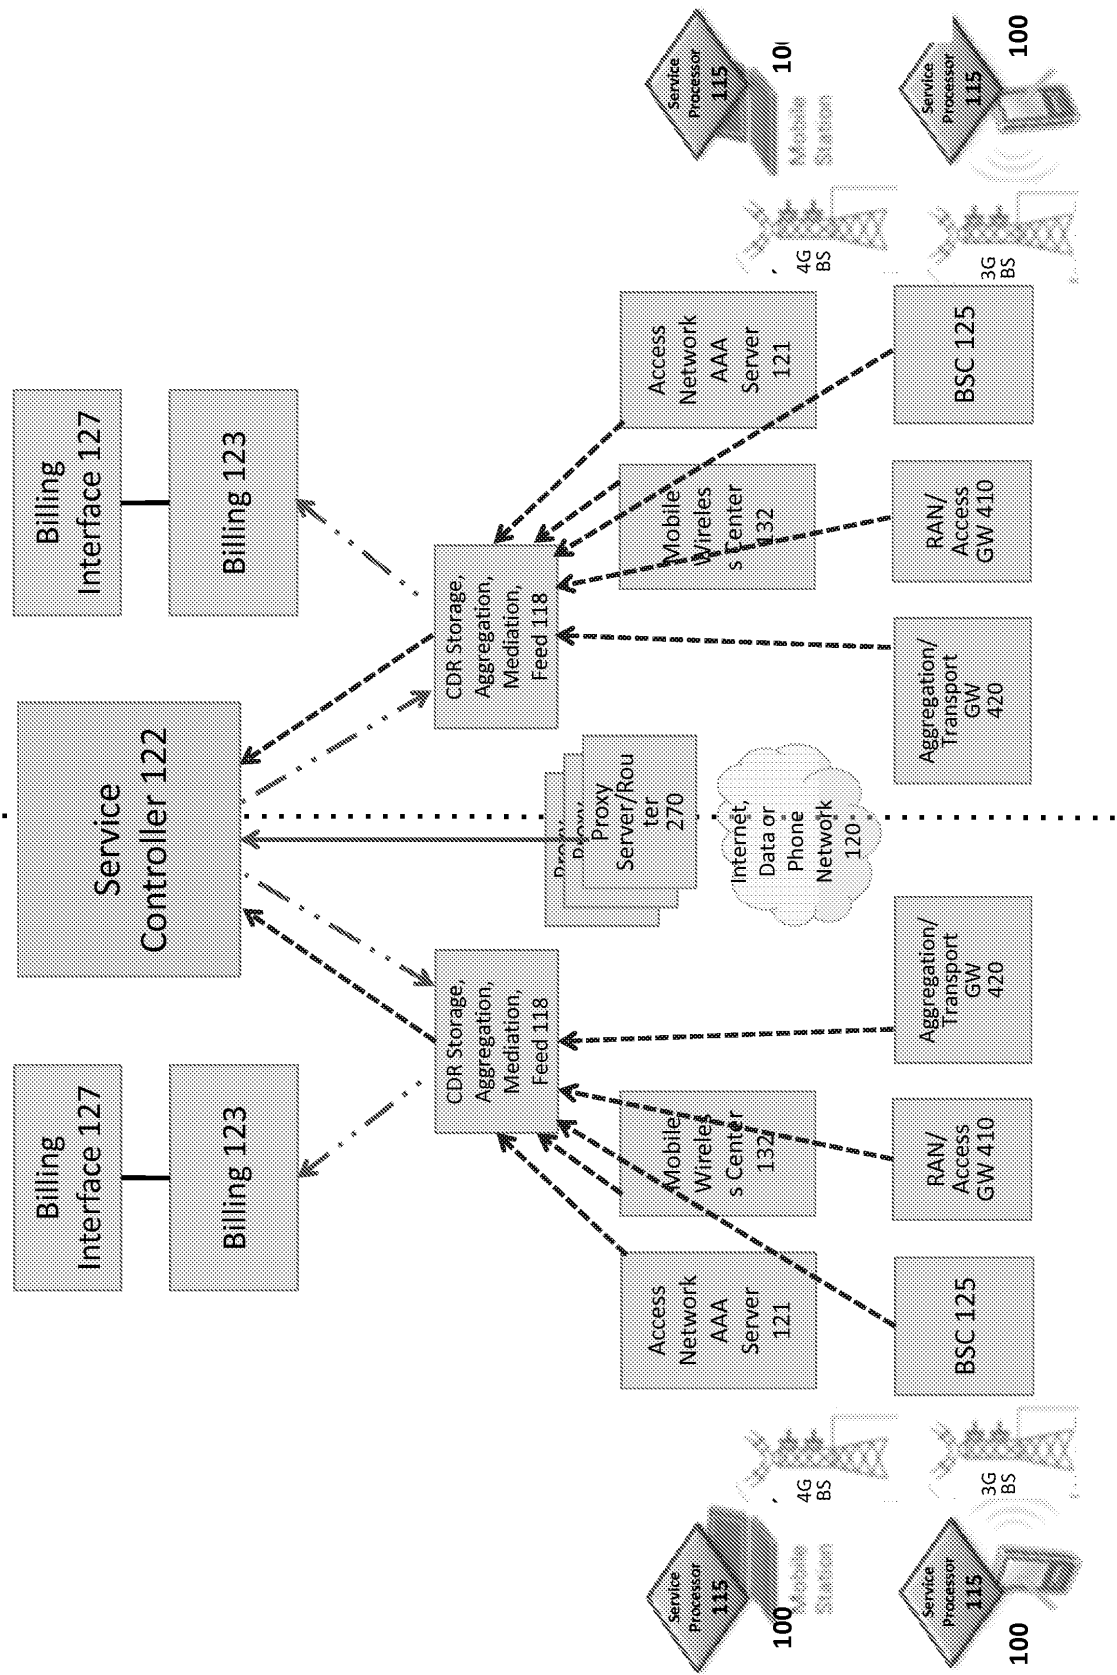 Billing
Interface 127
Billing 123
Service
Controller 122
Billing
Interface 127
Billing 123
CDR Storage,
Aggregation,
Mediation,
Feed 118
CDR Storage,
Aggregation,
Mediation,
Feed 118
Proxy
Server/Rou
ter
270
Service
Processor
115
100
Mobile
Station
4G
BS
Access
Network
AAA
Server
121
Mobile
Wireles
s Center
132
Internet,
Data or
Phone
Network
120
Mobile
Wireles
s Center
132
Access
Network
AAA
Server
121
4G
BS
Service
Processor
115
10
Mobile
Station
Service
Processor
115
100
3G
BS
BSC 125
RAN/
Access
GW 410
Aggregation/
Transport
GW
420
Aggregation/
Transport
GW
420
RAN/
Access
GW 410
BSC 125
3G
BS
Service
Processor
115
100